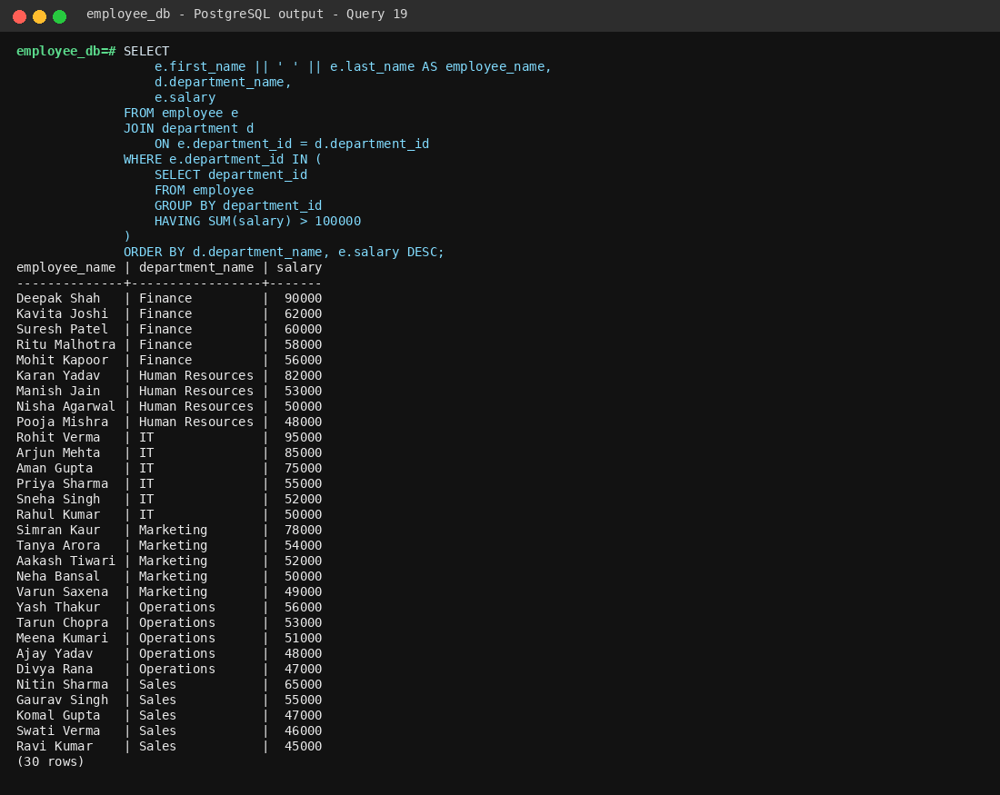 employee_db - PostgreSQL output - Query 19
employee_db=# SELECT
                  e.first_name || ' ' || e.last_name AS employee_name,
                  d.department_name,
                  e.salary
              FROM employee e
              JOIN department d
                  ON e.department_id = d.department_id
              WHERE e.department_id IN (
                  SELECT department_id
                  FROM employee
                  GROUP BY department_id
                  HAVING SUM(salary) > 100000
              )
              ORDER BY d.department_name, e.salary DESC;
employee_name | department_name | salary
--------------+-----------------+-------
Deepak Shah   | Finance         |  90000
Kavita Joshi  | Finance         |  62000
Suresh Patel  | Finance         |  60000
Ritu Malhotra | Finance         |  58000
Mohit Kapoor  | Finance         |  56000
Karan Yadav   | Human Resources |  82000
Manish Jain   | Human Resources |  53000
Nisha Agarwal | Human Resources |  50000
Pooja Mishra  | Human Resources |  48000
Rohit Verma   | IT              |  95000
Arjun Mehta   | IT              |  85000
Aman Gupta    | IT              |  75000
Priya Sharma  | IT              |  55000
Sneha Singh   | IT              |  52000
Rahul Kumar   | IT              |  50000
Simran Kaur   | Marketing       |  78000
Tanya Arora   | Marketing       |  54000
Aakash Tiwari | Marketing       |  52000
Neha Bansal   | Marketing       |  50000
Varun Saxena  | Marketing       |  49000
Yash Thakur   | Operations      |  56000
Tarun Chopra  | Operations      |  53000
Meena Kumari  | Operations      |  51000
Ajay Yadav    | Operations      |  48000
Divya Rana    | Operations      |  47000
Nitin Sharma  | Sales           |  65000
Gaurav Singh  | Sales           |  55000
Komal Gupta   | Sales           |  47000
Swati Verma   | Sales           |  46000
Ravi Kumar    | Sales           |  45000
(30 rows)